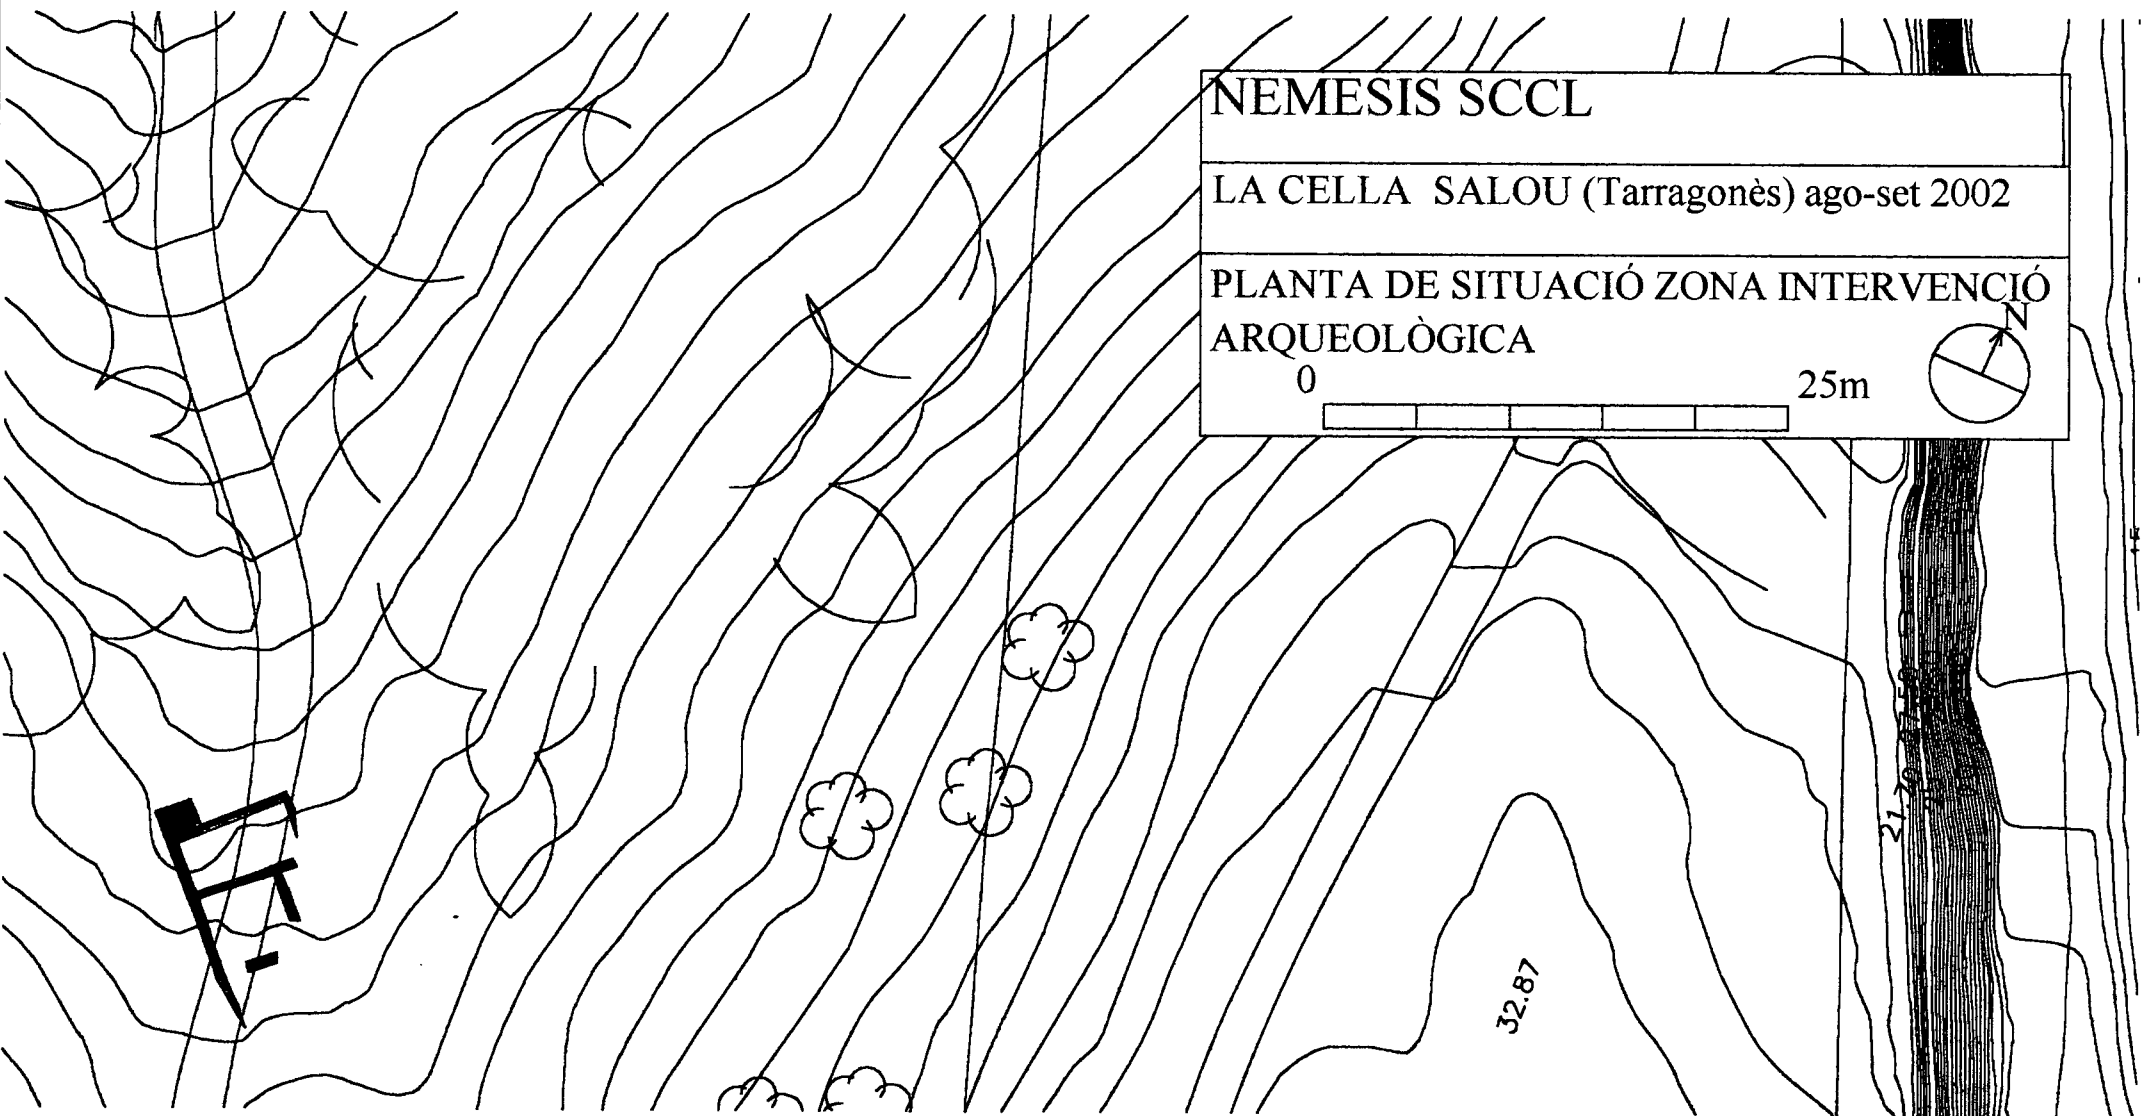 NEMESIS SCCL
LA CELLA SALOU (Tarragonès) ago-set 2002
PLANTA DE SITUACIÓ ZONA INTERVENCIÓ
ARQUEOLÒGICA
N
0 25m
32.87